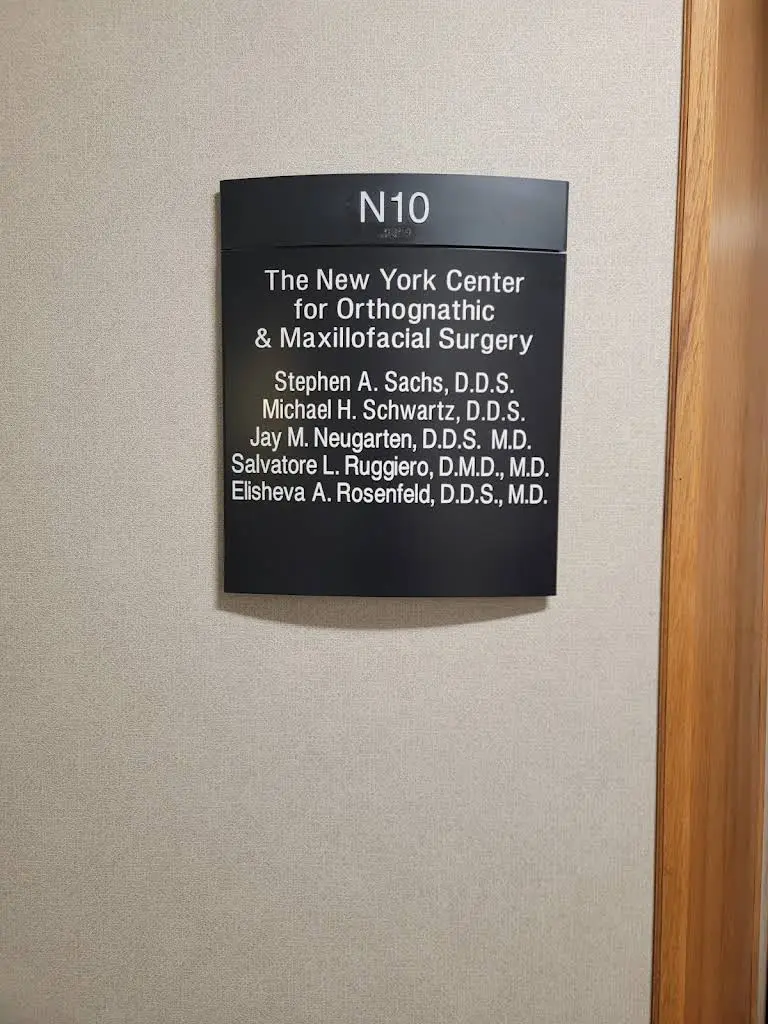 N10
The New York Center
for Orthognathic
& Maxillofacial Surgery
Stephen A. Sachs, D.D.S.
Michael H. Schwartz, D.D.S.
Jay M. Neugarten, D.D.S. M.D.
Salvatore L. Ruggiero, D.M.D., M.D.
Elisheva A. Rosenfeld, D.D.S., M.D.